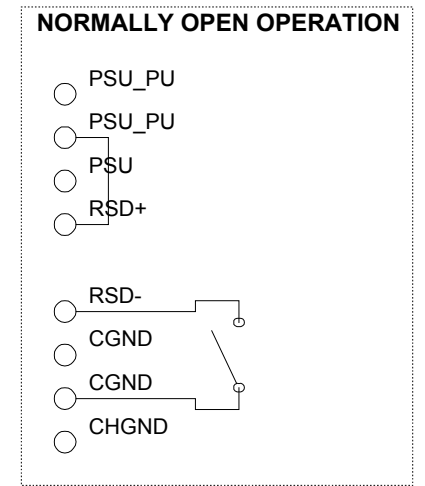 NORMALLY OPEN OPERATION
PSU_PU
PSU_PU
PSU
RSD+
RSD-
CGND
CGND
CHGND